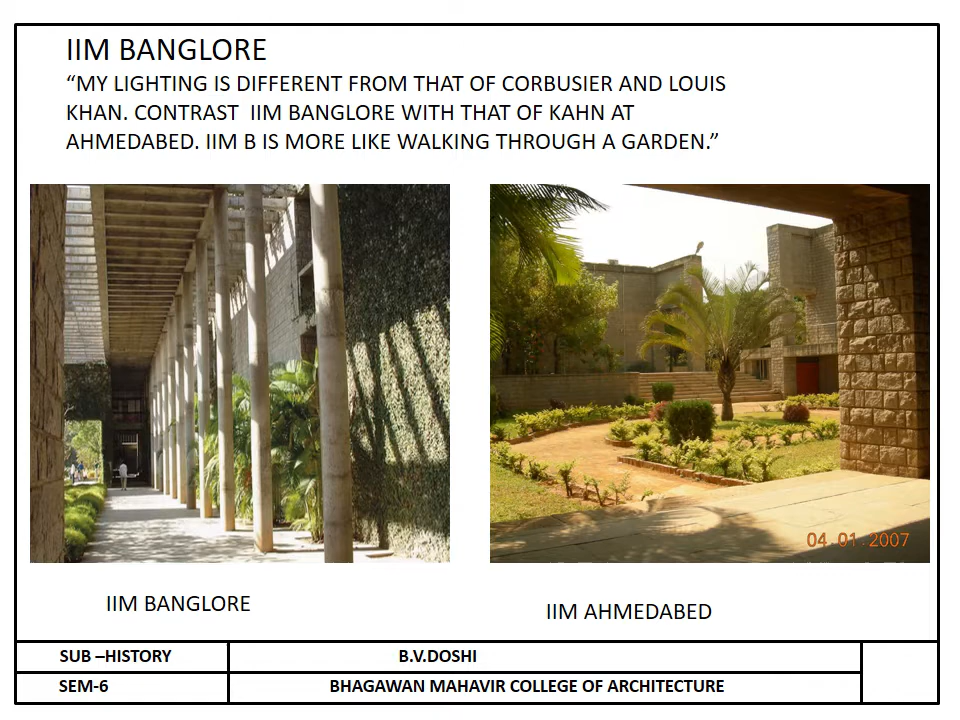 IIM BANGLORE
“MY LIGHTING IS DIFFERENT FROM THAT OF CORBUSIER AND LOUIS
KHAN. CONTRAST  IIM BANGLORE WITH THAT OF KAHN AT
AHMEDABED. IIM B IS MORE LIKE WALKING THROUGH A GARDEN.”
04.01.2007
IIM BANGLORE
IIM AHMEDABED
SUB –HISTORY
B.V.DOSHI
SEM-6
BHAGAWAN MAHAVIR COLLEGE OF ARCHITECTURE